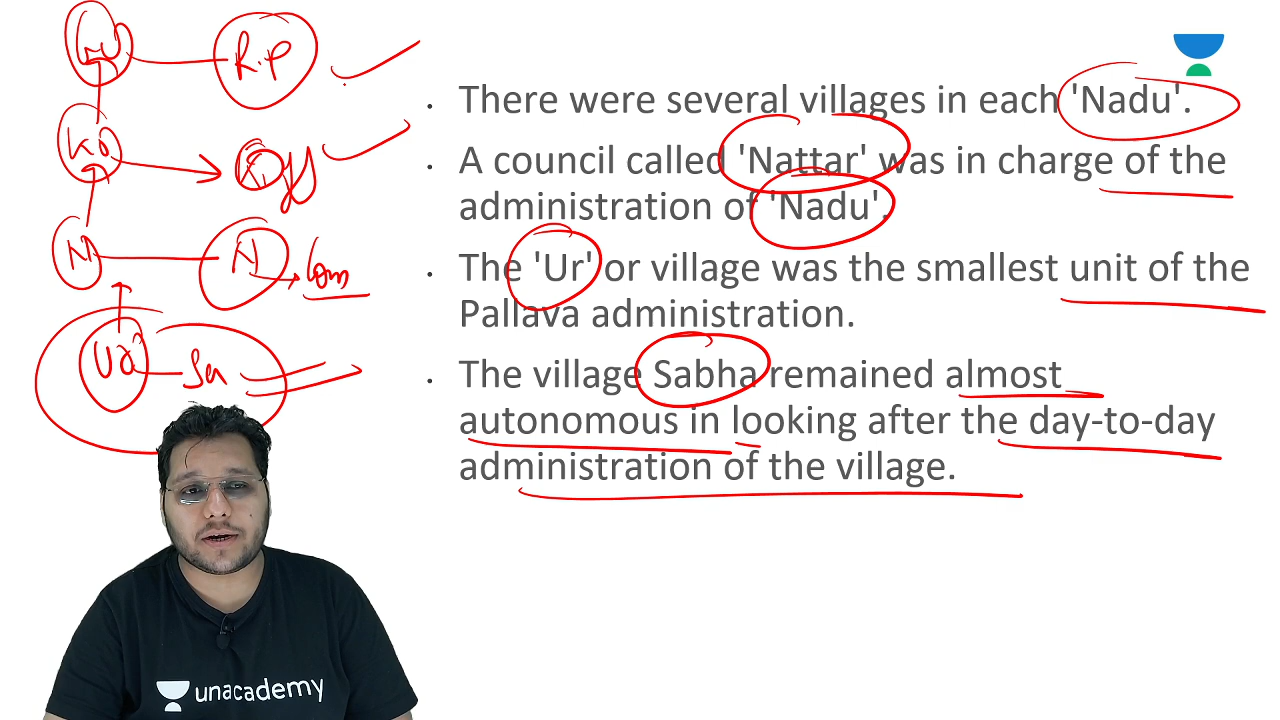 R.P
There were several villages in each 'Nadu'.
A council called 'Nattar' was in charge of the
administration of 'Nadu'.
N
The 'Ur' or village was the smallest unit of the
Pallava administration.
Ur
The village Sabha remained almost
autonomous in looking after the day-to-day
administration of the village.
unacademy